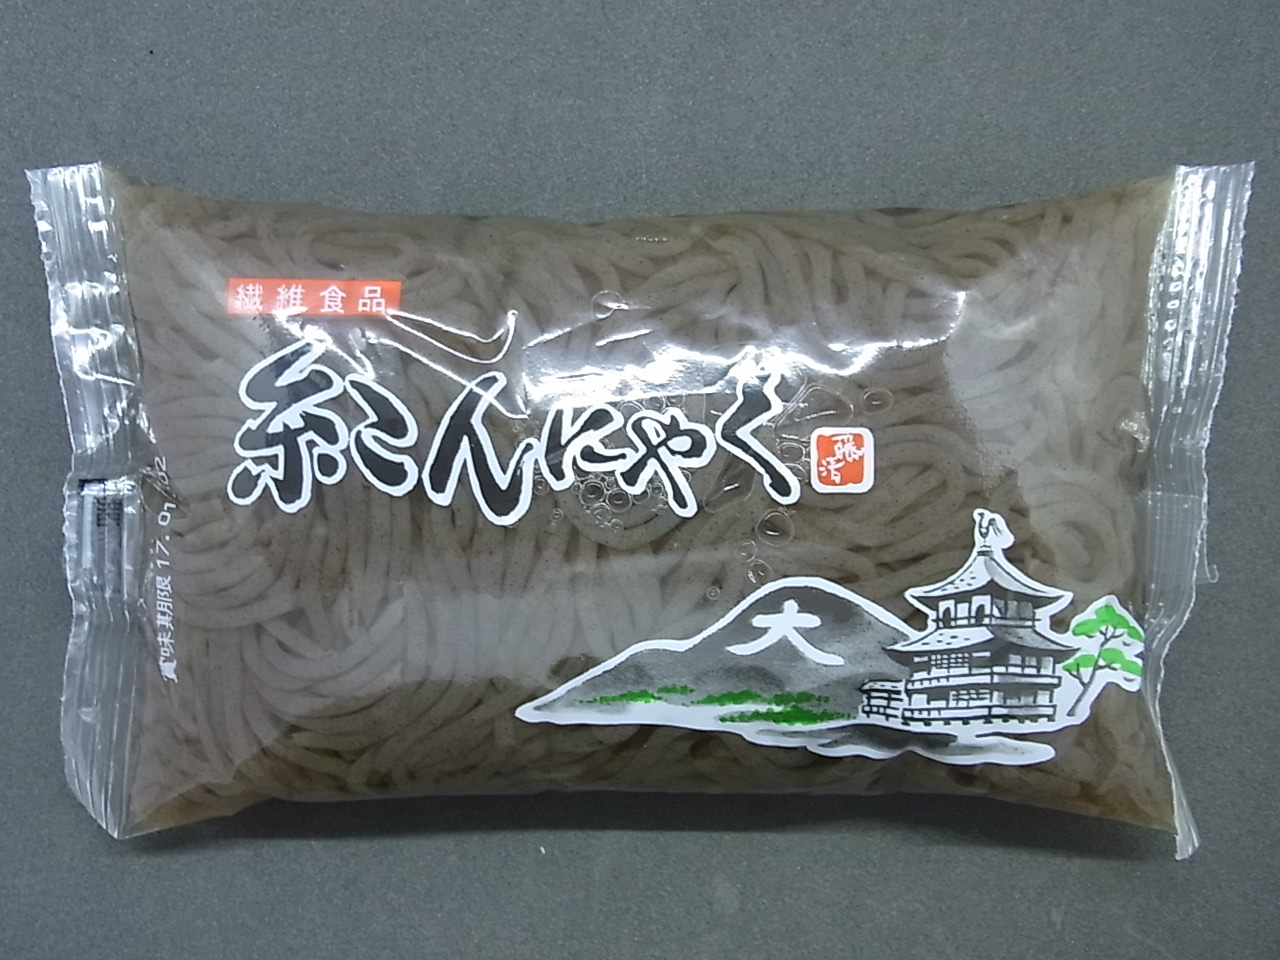 繊維食品
糸こんにゃく
大
賞味期限 17.01.02